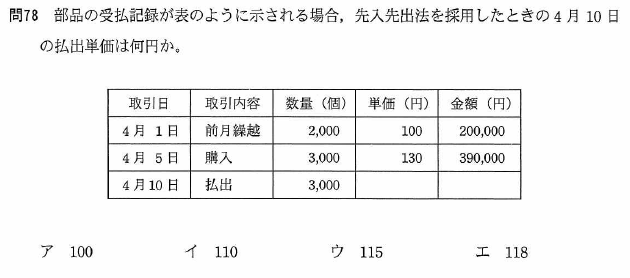 問78 部品の受払記録が表のように示される場合，先入先出法を採用したときの4月10日
の払出単価は何円か。
取引日 取引内容 数量（個） 単価（円） 金額（円）
4月 1日 前月繰越 2,000 100 200,000
4月 5日 購入 3,000 130 390,000
4月10日 払出 3,000
ア 100 イ 110 ウ 115 エ 118